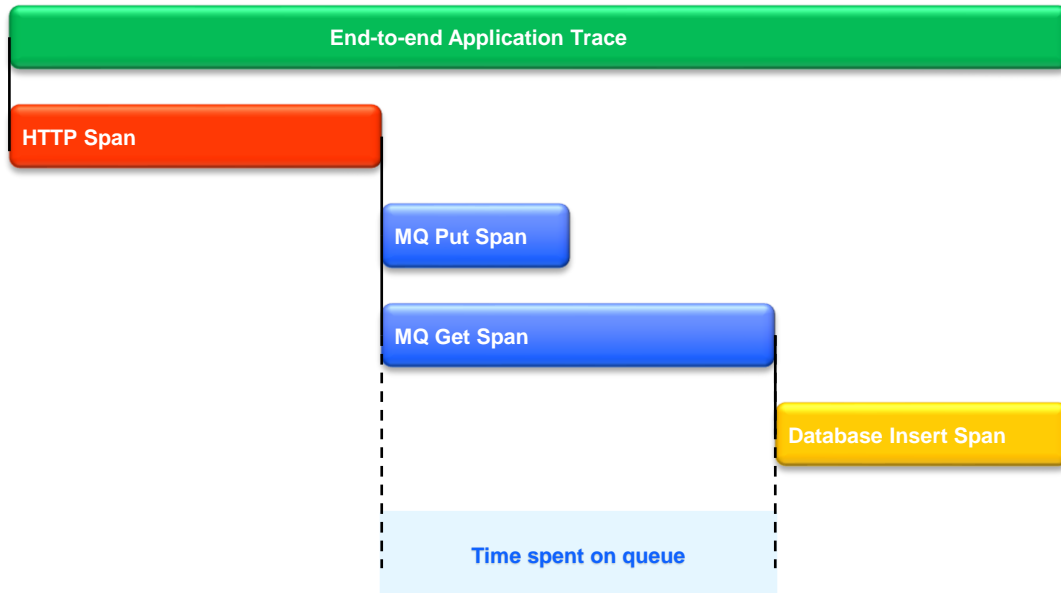 End-to-end Application Trace
HTTP Span
MQ Put Span
MQ Get Span
Database Insert Span
Time spent on queue